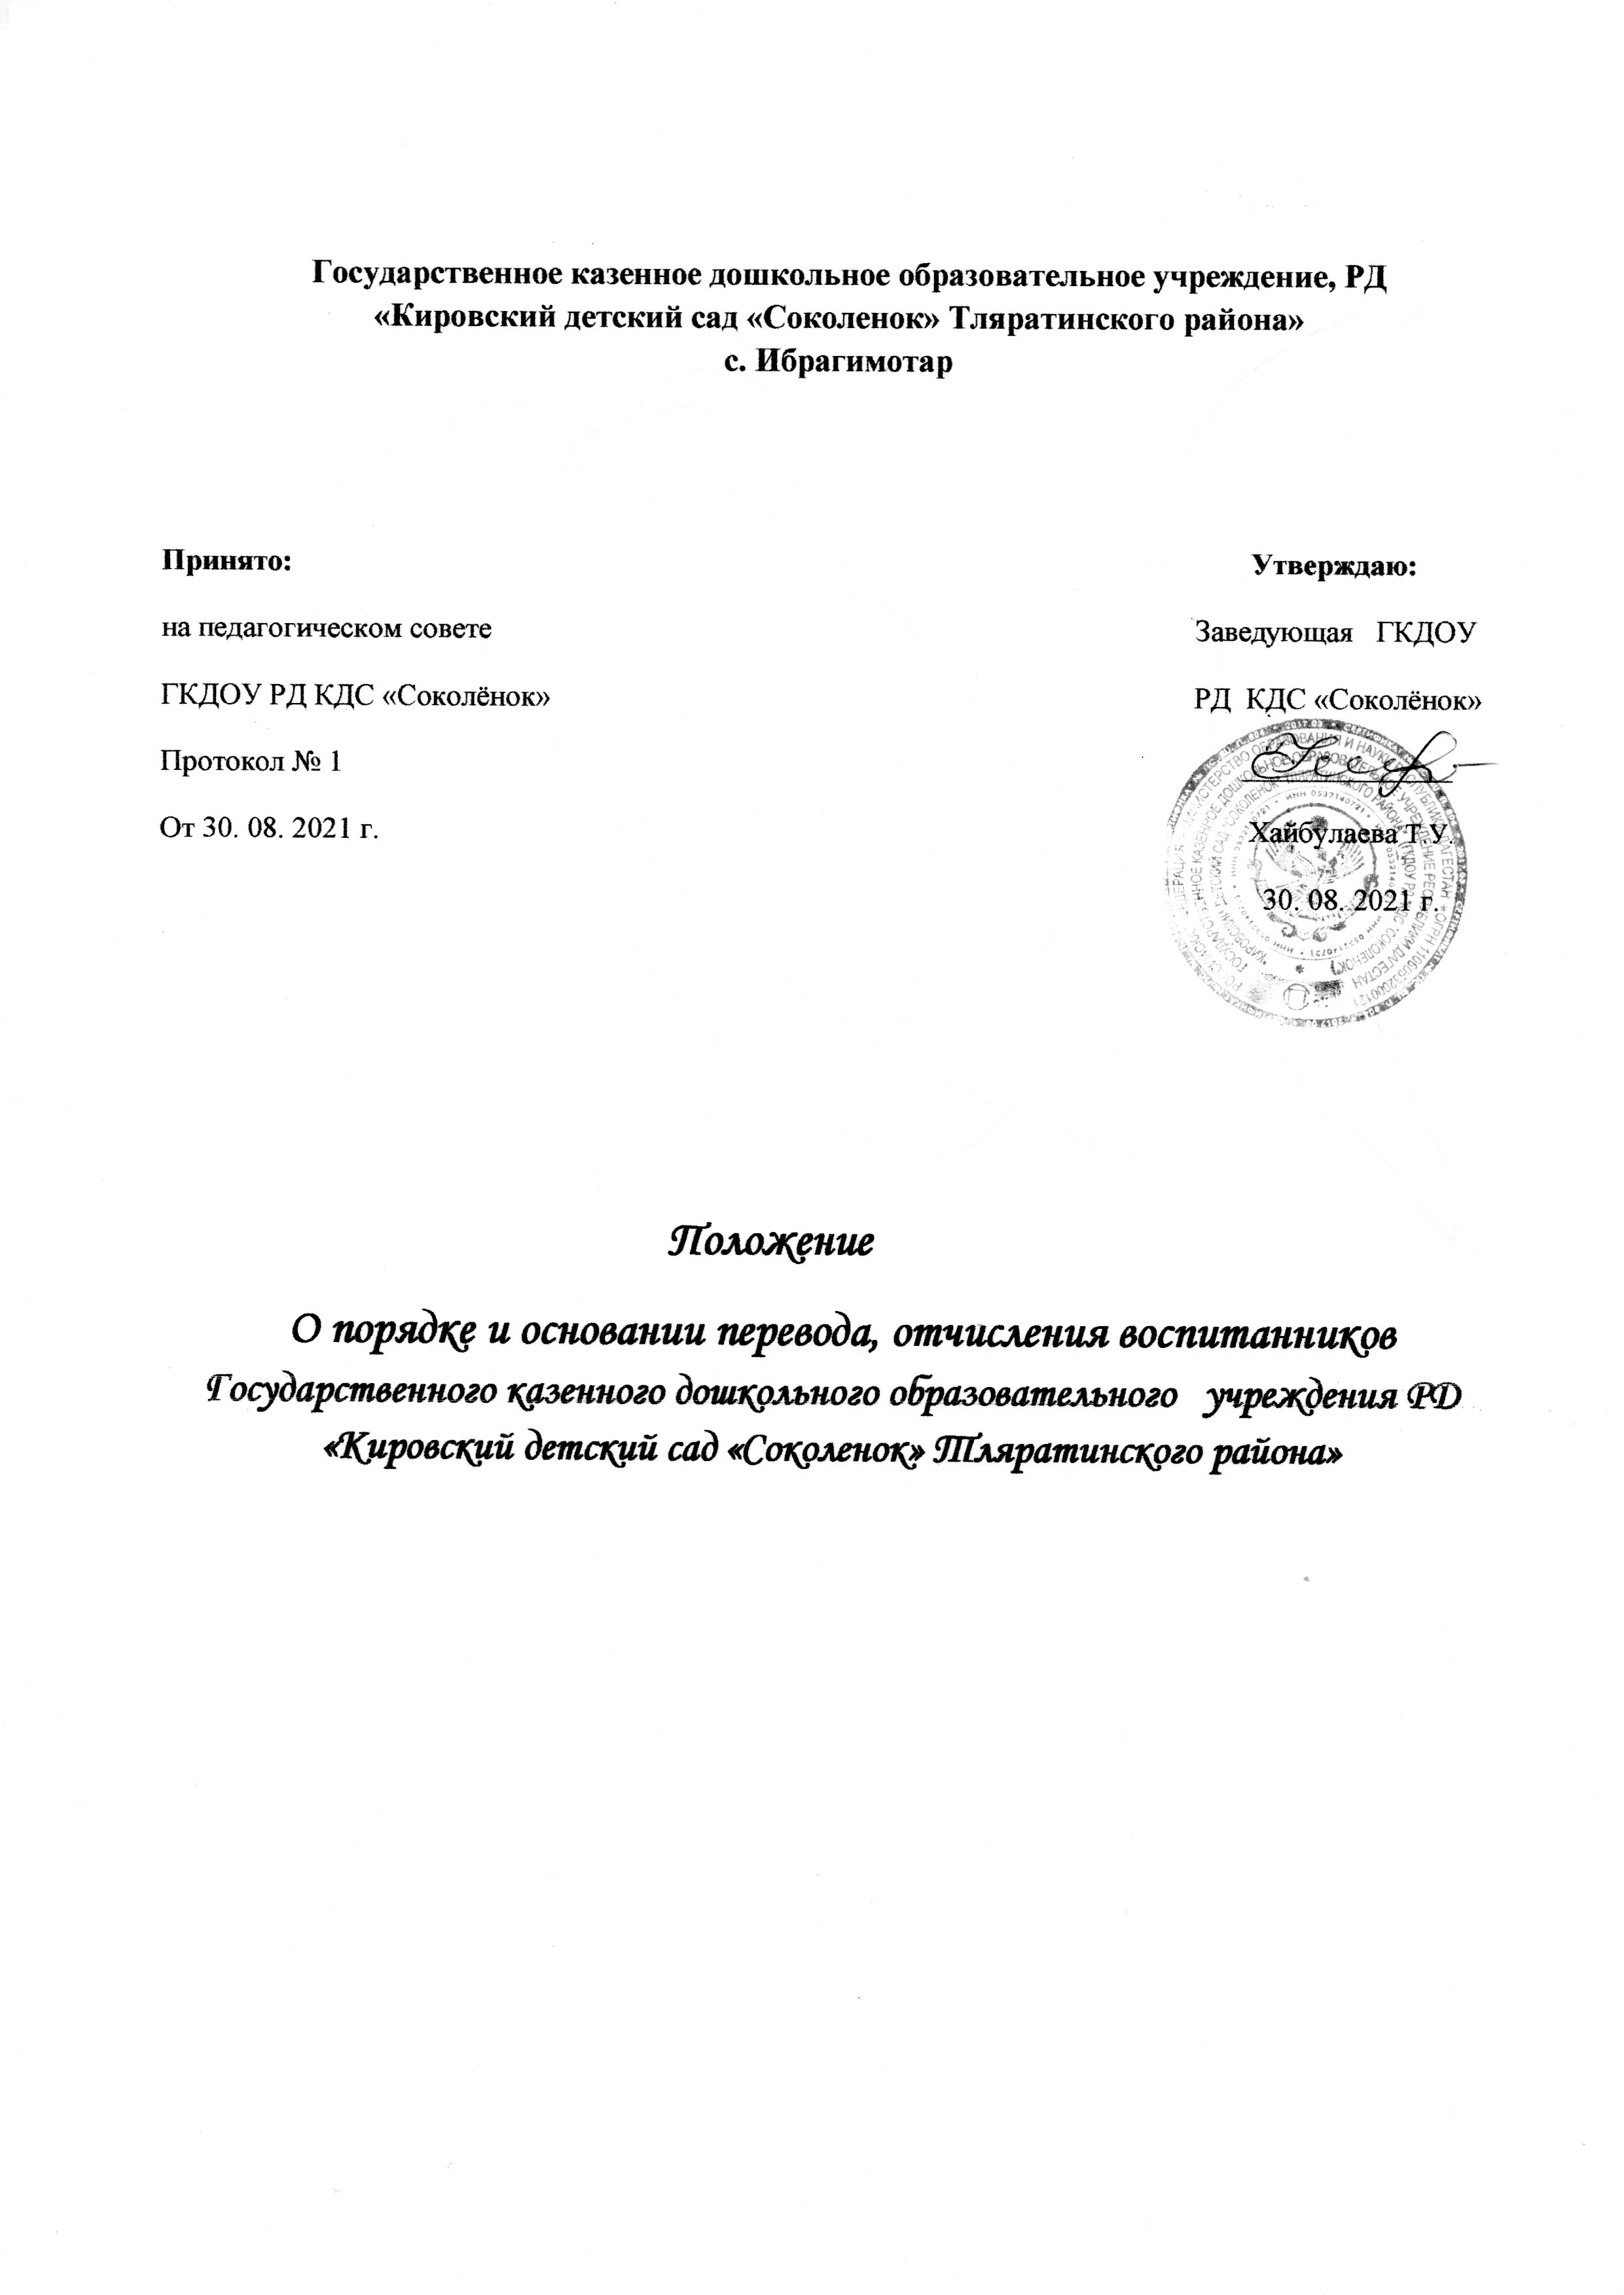 Государственное казенное дошкольное образовательное учреждение, РД
«Кировский детский сад «Соколенок» Тляратинского района»
с. Ибрагимотар
Принято:
на педагогическом совете
ГКДОУ РД КДС «Соколёнок»
Протокол № 1
От 30. 08. 2021 г.
Утверждаю:
Заведующая ГКДОУ
РД КДС «Соколёнок»
Хайбулаева Т.У.
30. 08. 2021 г.
Положение
О порядке и основании перевода, отчисления воспитанников
Государственного казенного дошкольного образовательного учреждения РД
«Кировский детский сад «Соколенок» Тляратинского района»